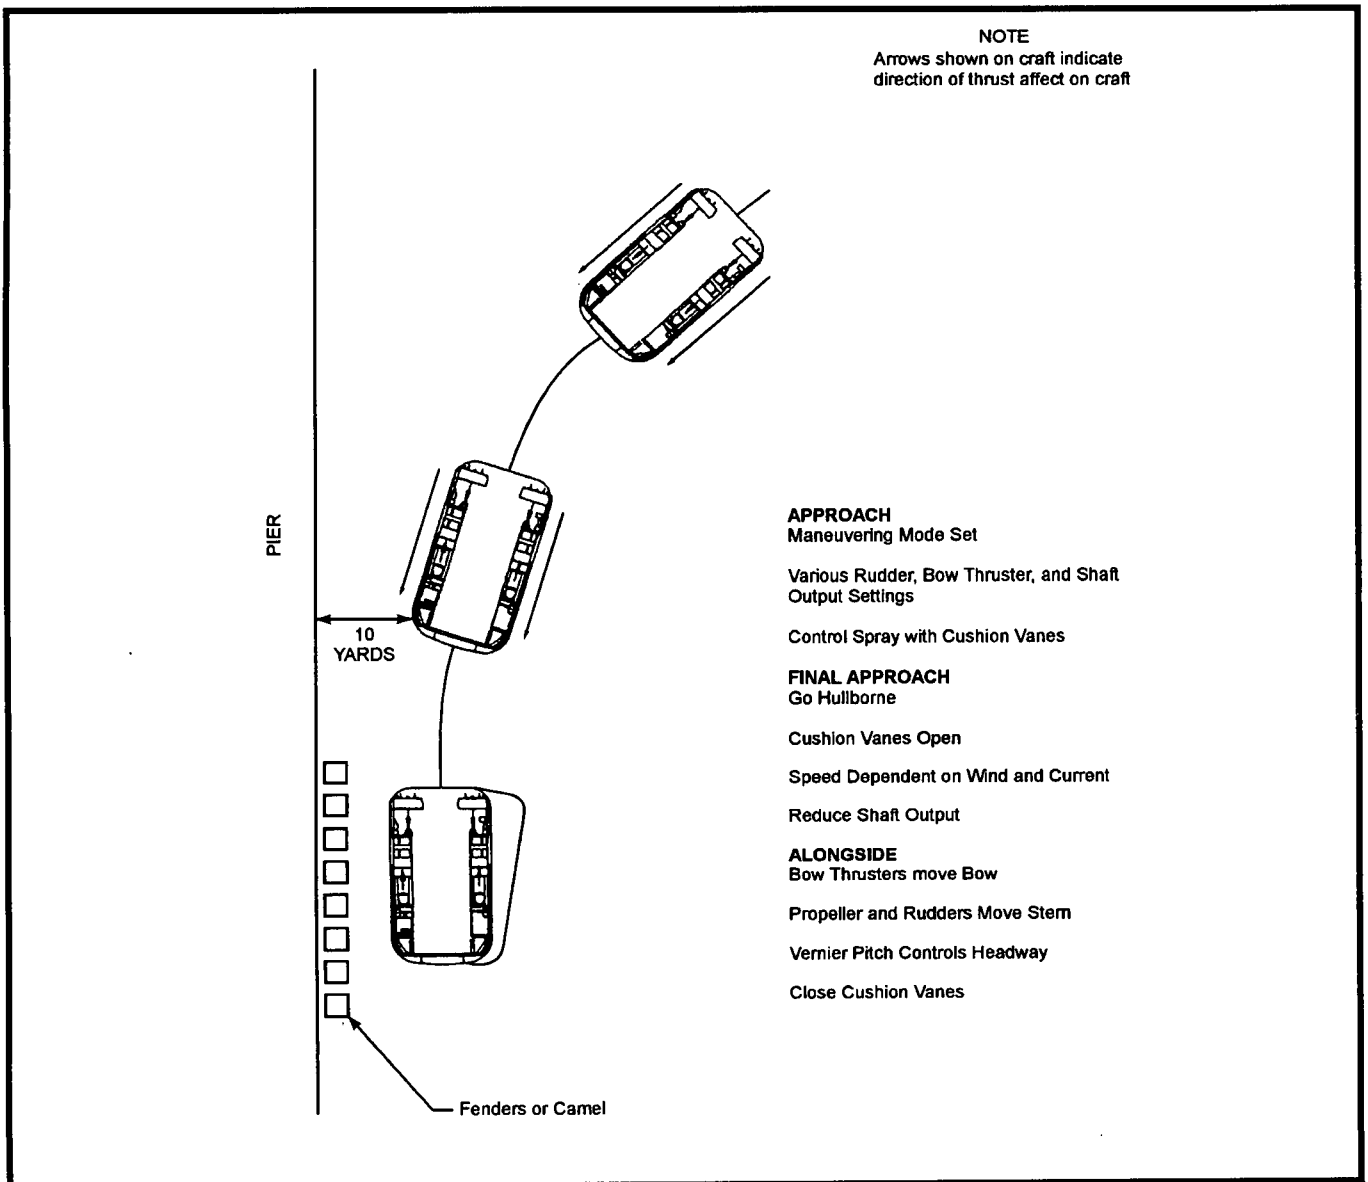 NOTE
Arrows shown on craft indicate
direction of thrust affect on craft
PIER
10
YARDS
APPROACH
Maneuvering Mode Set
Various Rudder, Bow Thruster, and Shaft
Output Settings
Control Spray with Cushion Vanes
FINAL APPROACH
Go Hullborne
Cushion Vanes Open
Speed Dependent on Wind and Current
Reduce Shaft Output
ALONGSIDE
Bow Thrusters move Bow
Propeller and Rudders Move Stern
Vernier Pitch Controls Headway
Close Cushion Vanes
Fenders or Camel